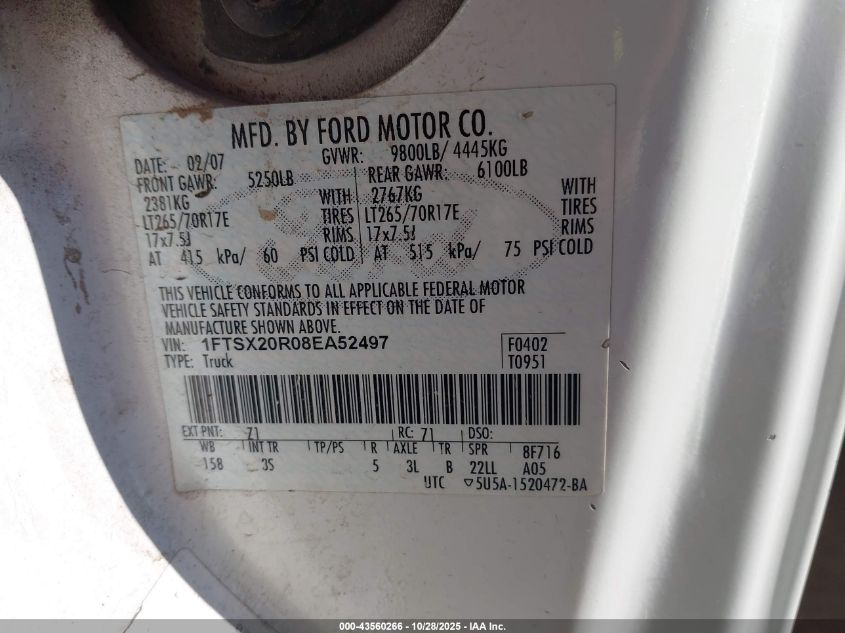 MFD. BY FORD MOTOR CO.
DATE: 02/07 GVWR: 9800LB/ 4445KG
FRONT GAWR: 5250LB REAR GAWR: 6100LB
2381KG WITH 2767KG WITH
LT265/70R17E TIRES LT265/70R17E TIRES
17x7.5J RIMS 17x7.5J RIMS
AT 415 kPa/ 60 PSI COLD AT 515 kPa/ 75 PSI COLD
THIS VEHICLE CONFORMS TO ALL APPLICABLE FEDERAL MOTOR
VEHICLE SAFETY STANDARDS IN EFFECT ON THE DATE OF
MANUFACTURE SHOWN ABOVE.
VIN: 1FTSX20R08EA52497 F0402
TYPE: Truck T0951
EXT PNT: Z1 RC: 71 DSO:
WB INT TR TP/PS R AXLE TR SPR 8F716
158 3S 5 3L B 22LL A05
UTC ▽5U5A-1520472-BA
000-43560266 - 10/28/2025 - IAA Inc.